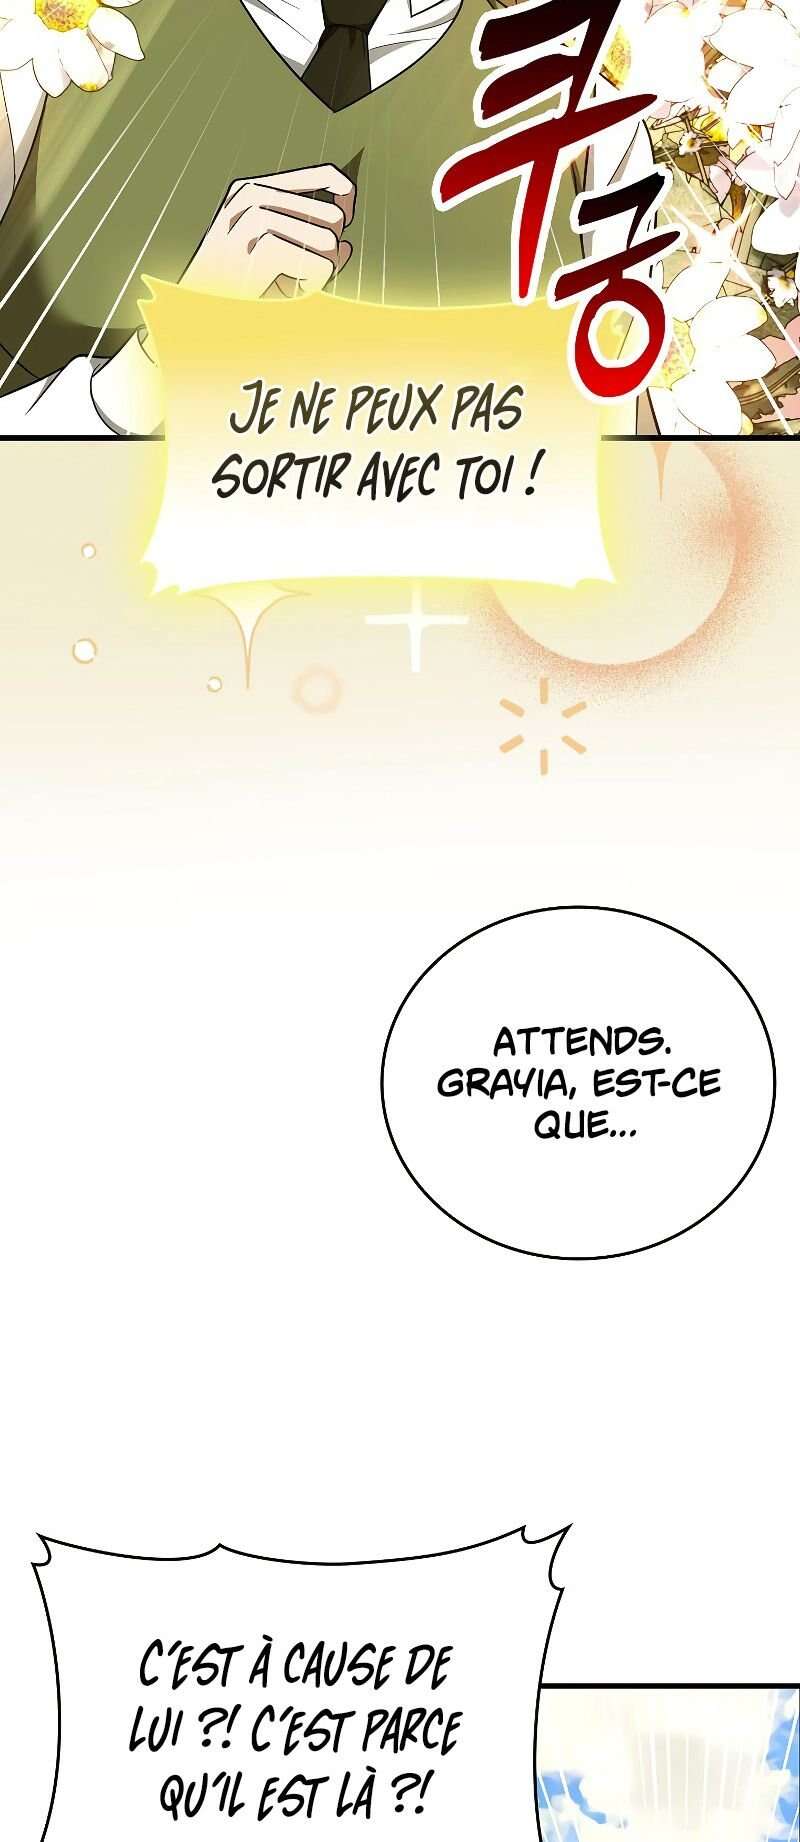 쿠궁
JE NE PEUX PAS
SORTIR AVEC TOI !
ATTENDS.
GRAYIA, EST-CE
QUE...
C'EST À CAUSE DE
LUI ?! C'EST PARCE
QU'IL EST LÀ ?!